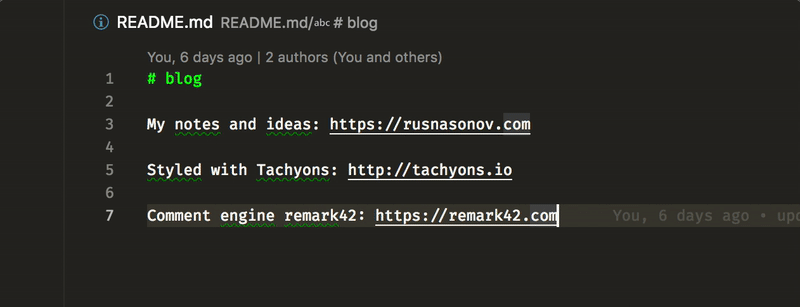 README.md README.md/abc # blog
You, 6 days ago | 2 authors (You and others)
1 # blog
2
3 My notes and ideas: https://rusnasonov.com
4
5 Styled with Tachyons: http://tachyons.io
6
7 Comment engine remark42: https://remark42.com You, 6 days ago •